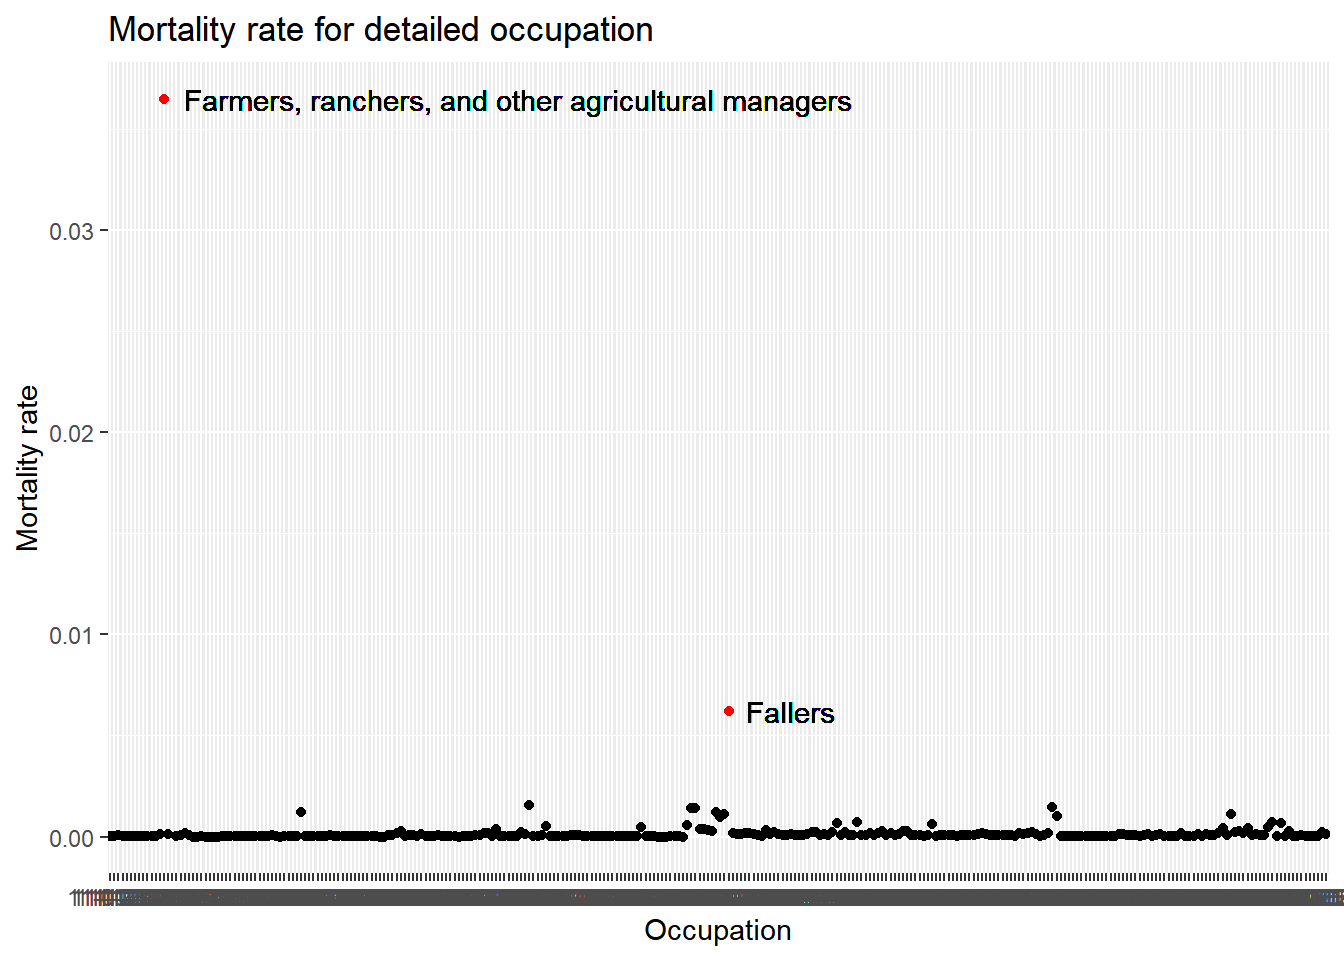 Mortality rate for detailed occupation
Farmers, ranchers, and other agricultural managers
0.03
0.02
Mortality rate
0.01
Fallers
0.00
Occupation